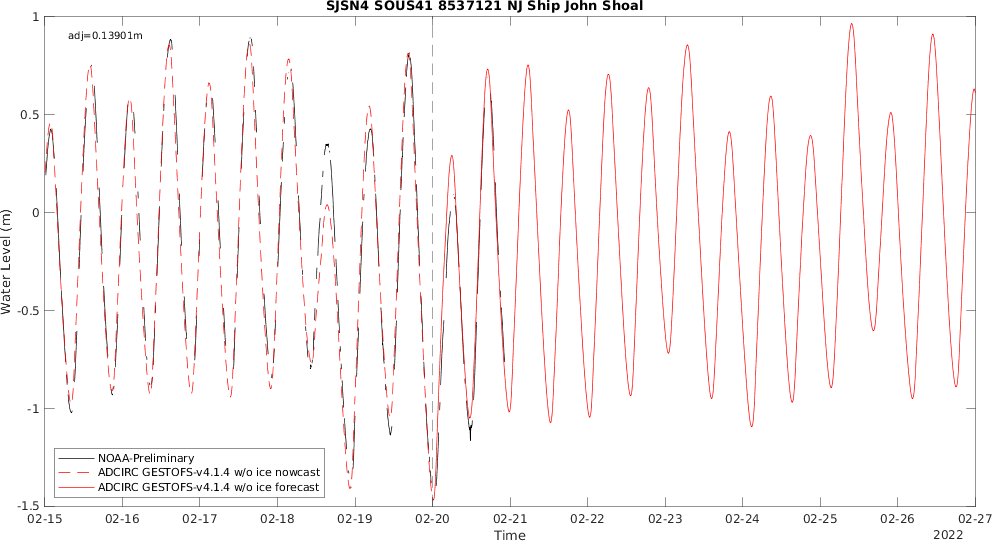 SJSN4 SOUS41 8537121 NJ Ship John Shoal
adj=0.13901m
1
0.5
0
-0.5
-1
-1.5
Water Level (m)
NOAA-Preliminary
ADCIRC GESTOFS-v4.1.4 w/o ice nowcast
ADCIRC GESTOFS-v4.1.4 w/o ice forecast
02-15 02-16 02-17 02-18 02-19 02-20 02-21 02-22 02-23 02-24 02-25 02-26 02-27
Time
2022